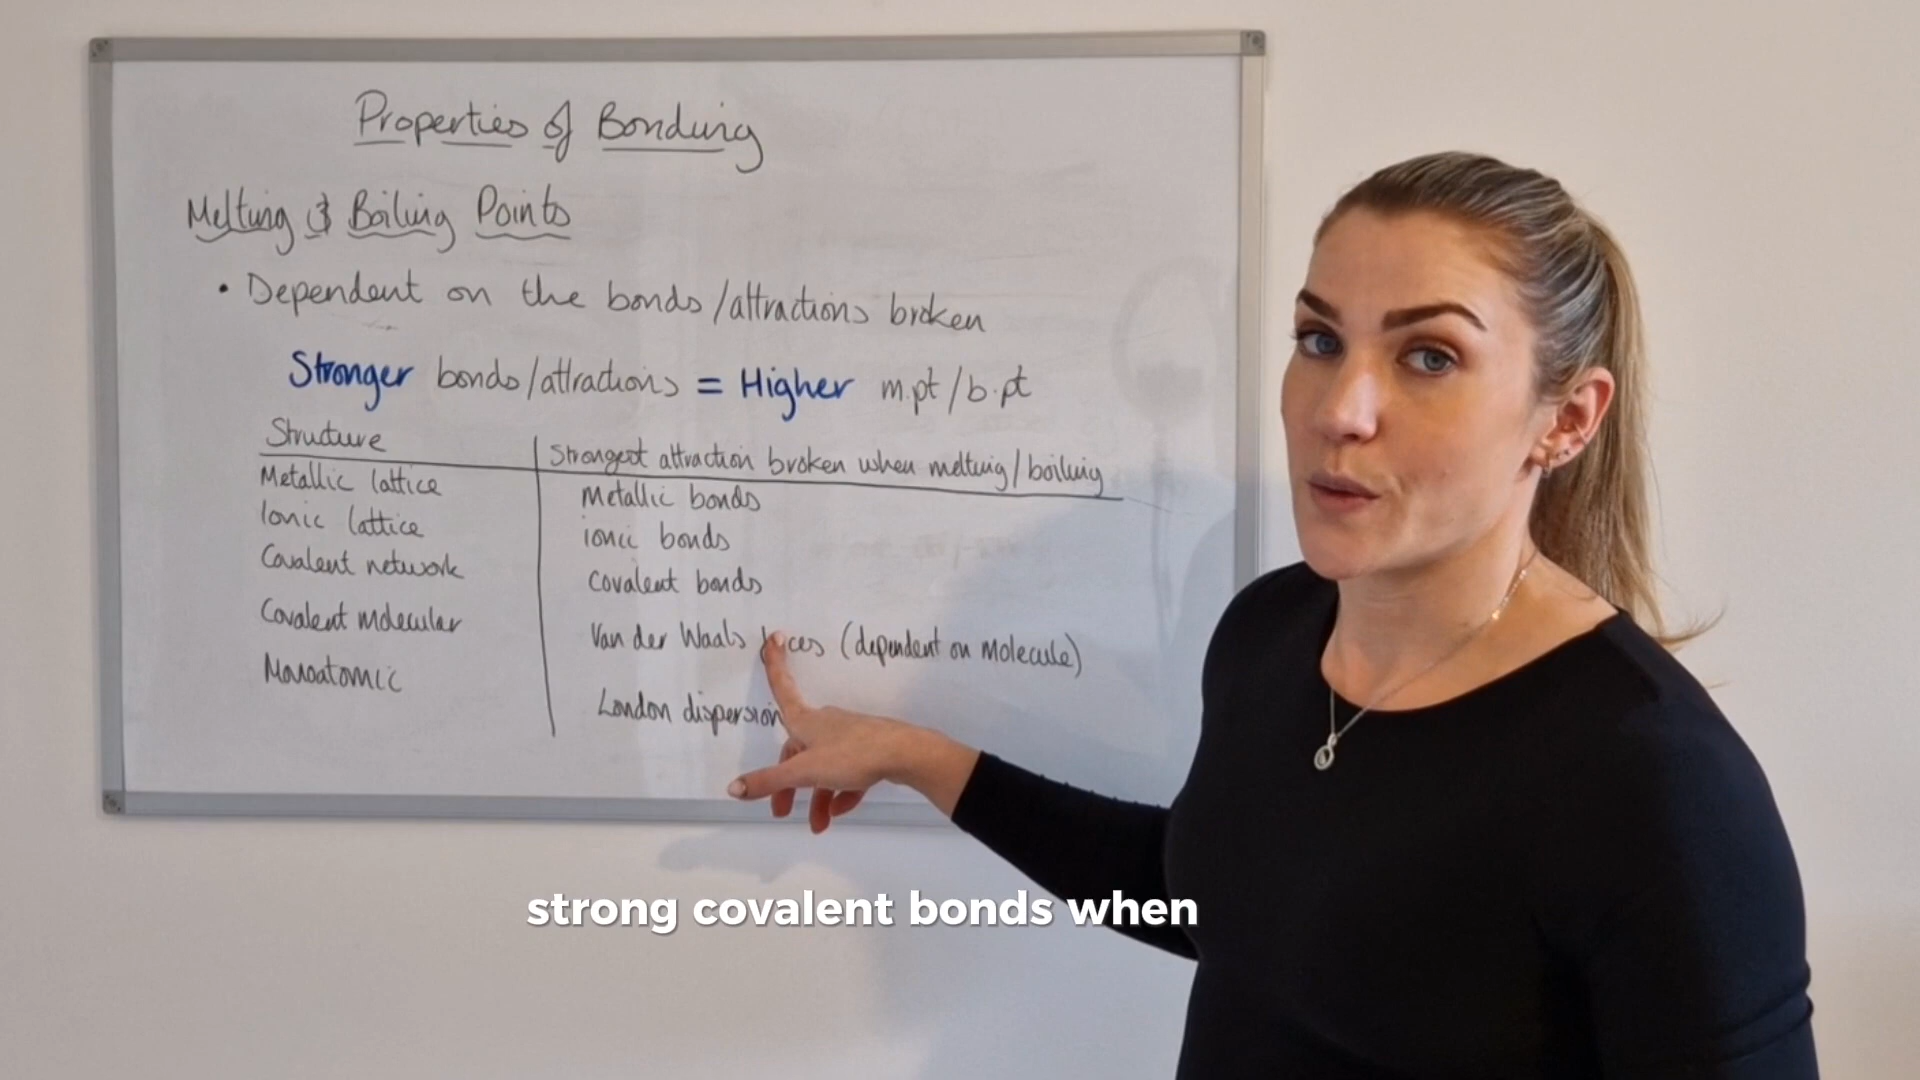 Properties of Bonding
Melting & Boiling Points
• Dependent on the bonds/attractions broken
Stronger bonds/attractions = Higher m.pt/b.pt
Structure
Strongest attraction broken when melting/boiling
Metallic lattice
Metallic bonds
Ionic lattice
ionic bonds
Covalent network
Covalent bonds
Covalent molecular
Van der Waals forces (dependent on molecule)
Monoatomic
London dispersion
strong covalent bonds when